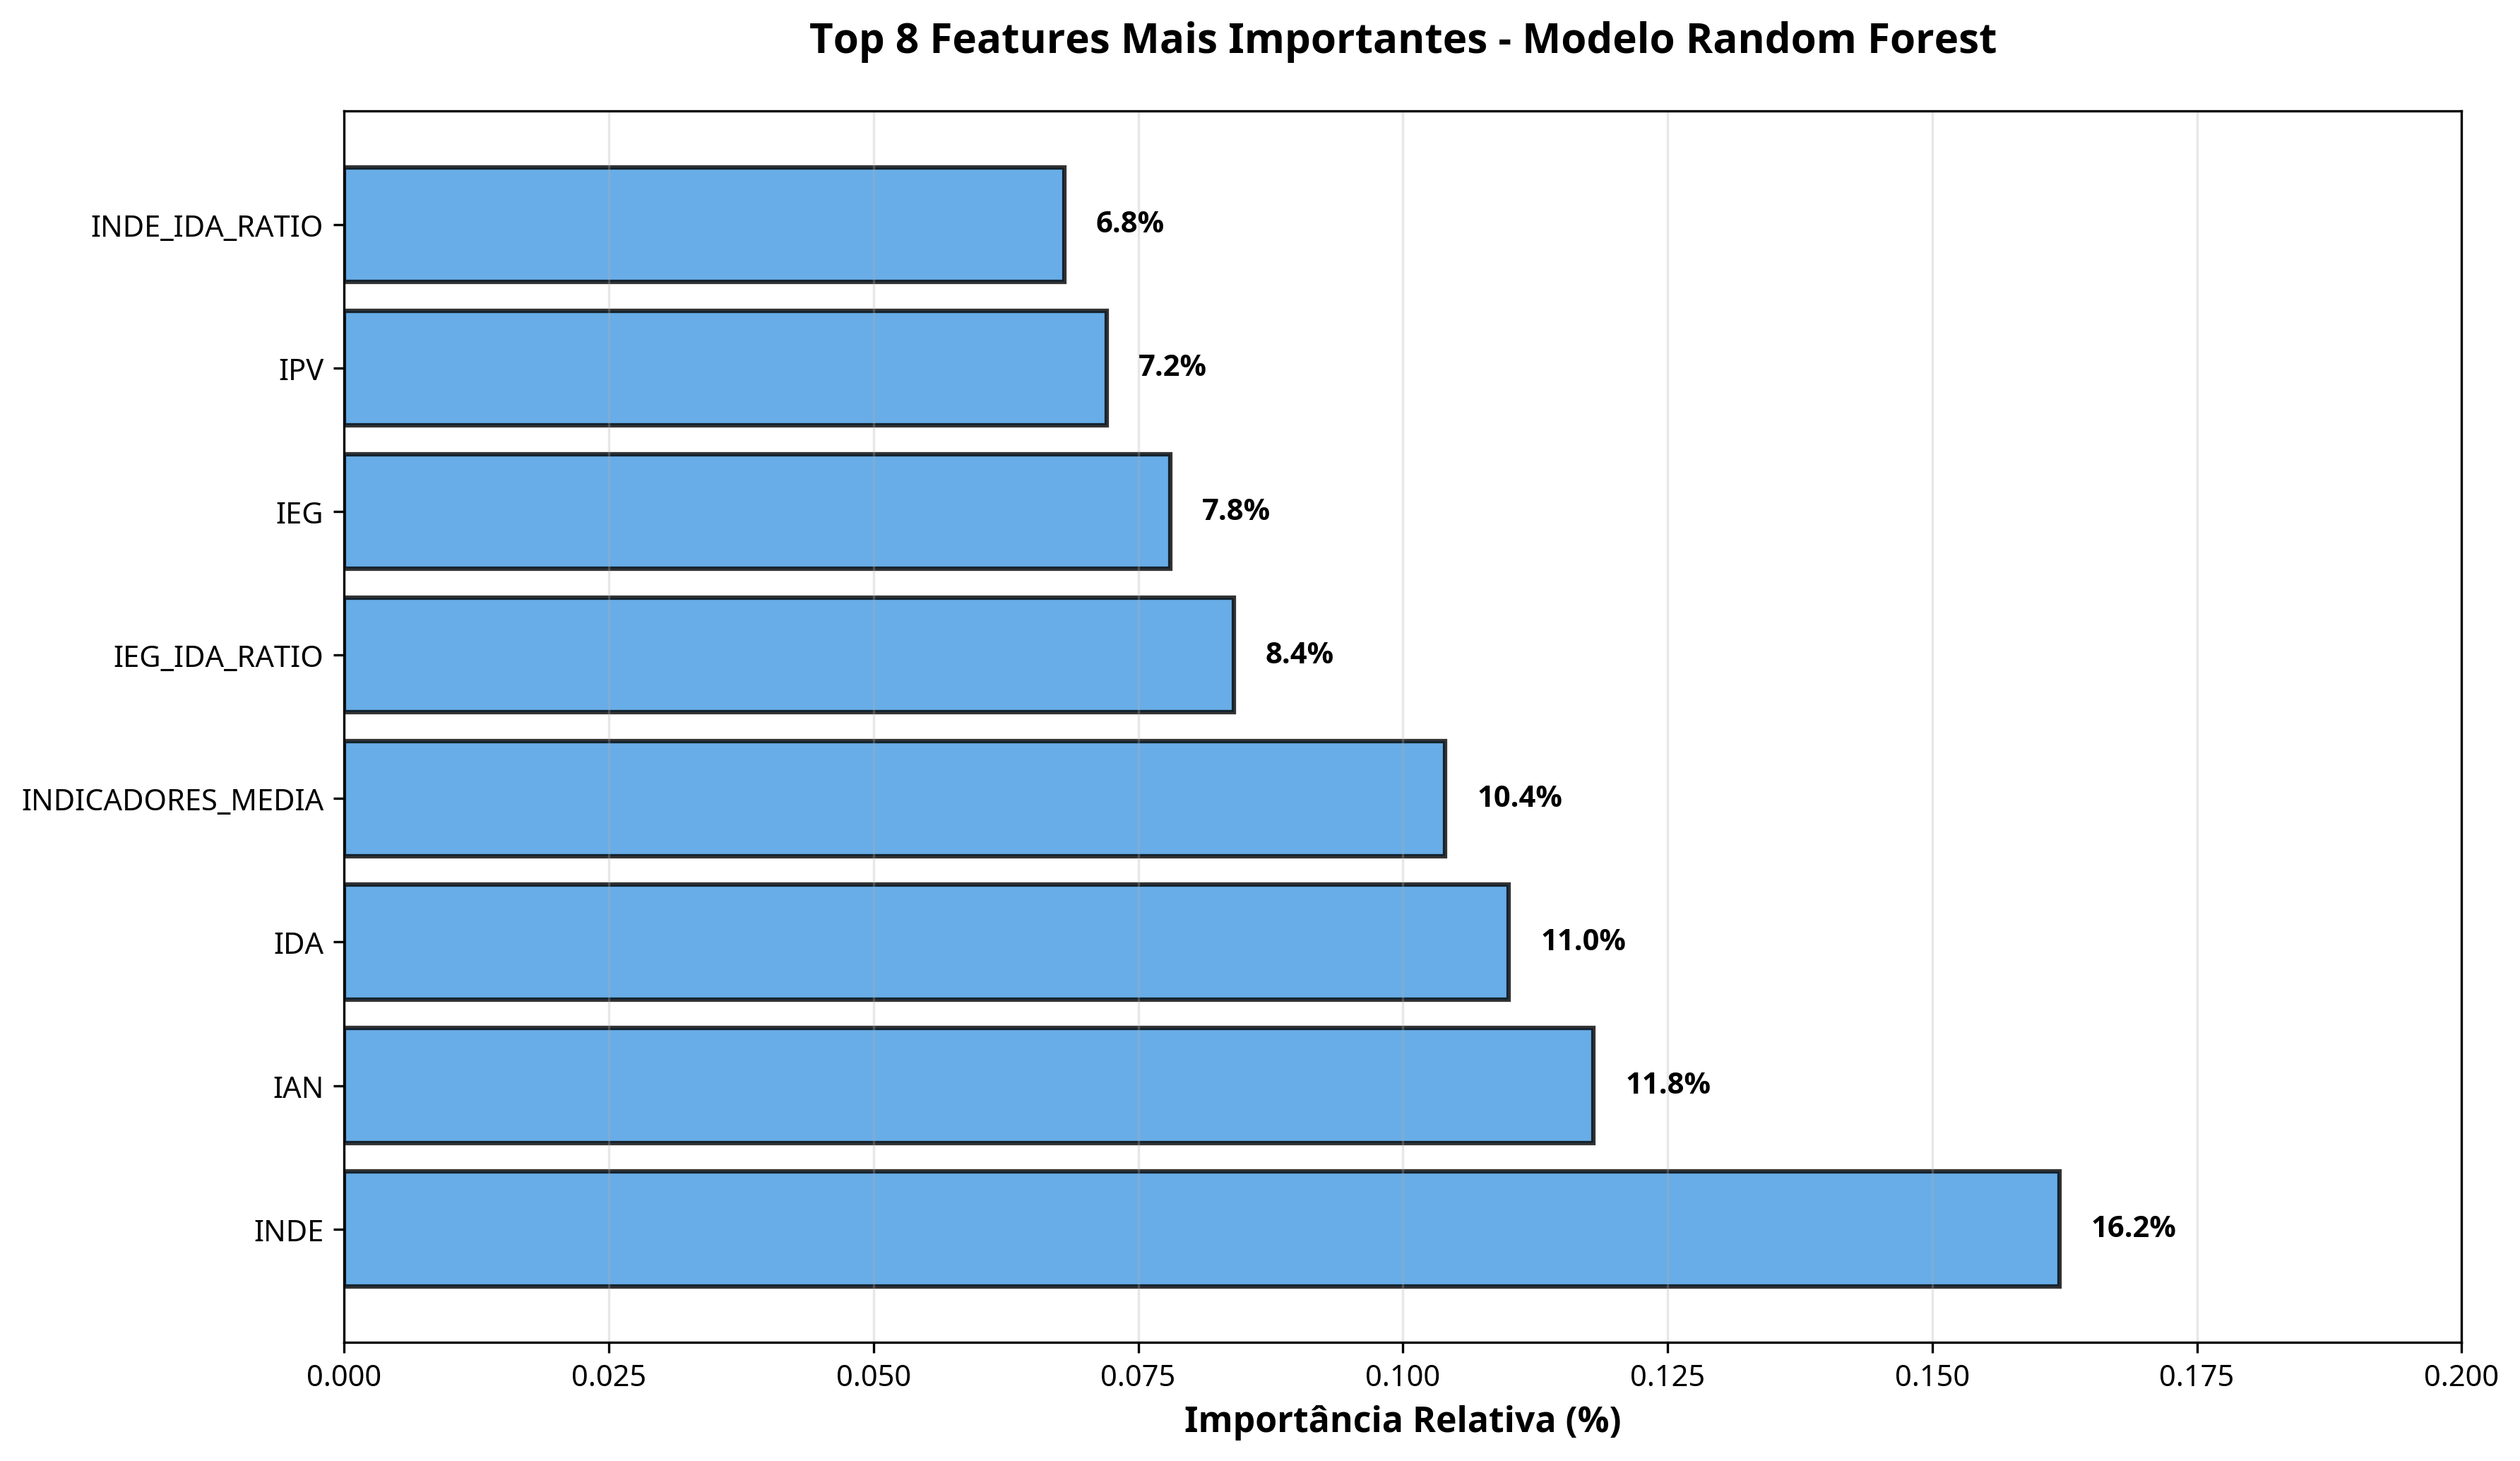 Top 8 Features Mais Importantes - Modelo Random Forest
INDE_IDA_RATIO 6.8%
IPV 7.2%
IEG 7.8%
IEG_IDA_RATIO 8.4%
INDICADORES_MEDIA 10.4%
IDA 11.0%
IAN 11.8%
INDE 16.2%
0.000 0.025 0.050 0.075 0.100 0.125 0.150 0.175 0.200
Importância Relativa (%)